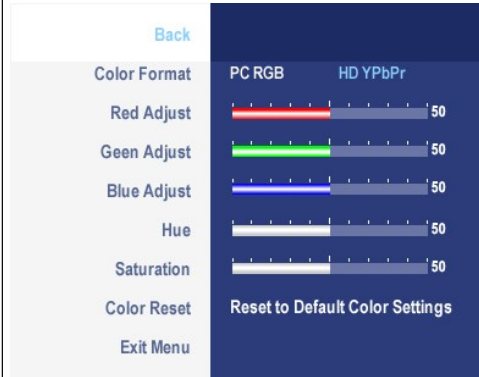 Back
Color Format PC RGB HD YPbPr
Red Adjust 50
Geen Adjust 50
Blue Adjust 50
Hue 50
Saturation 50
Color Reset Reset to Default Color Settings
Exit Menu